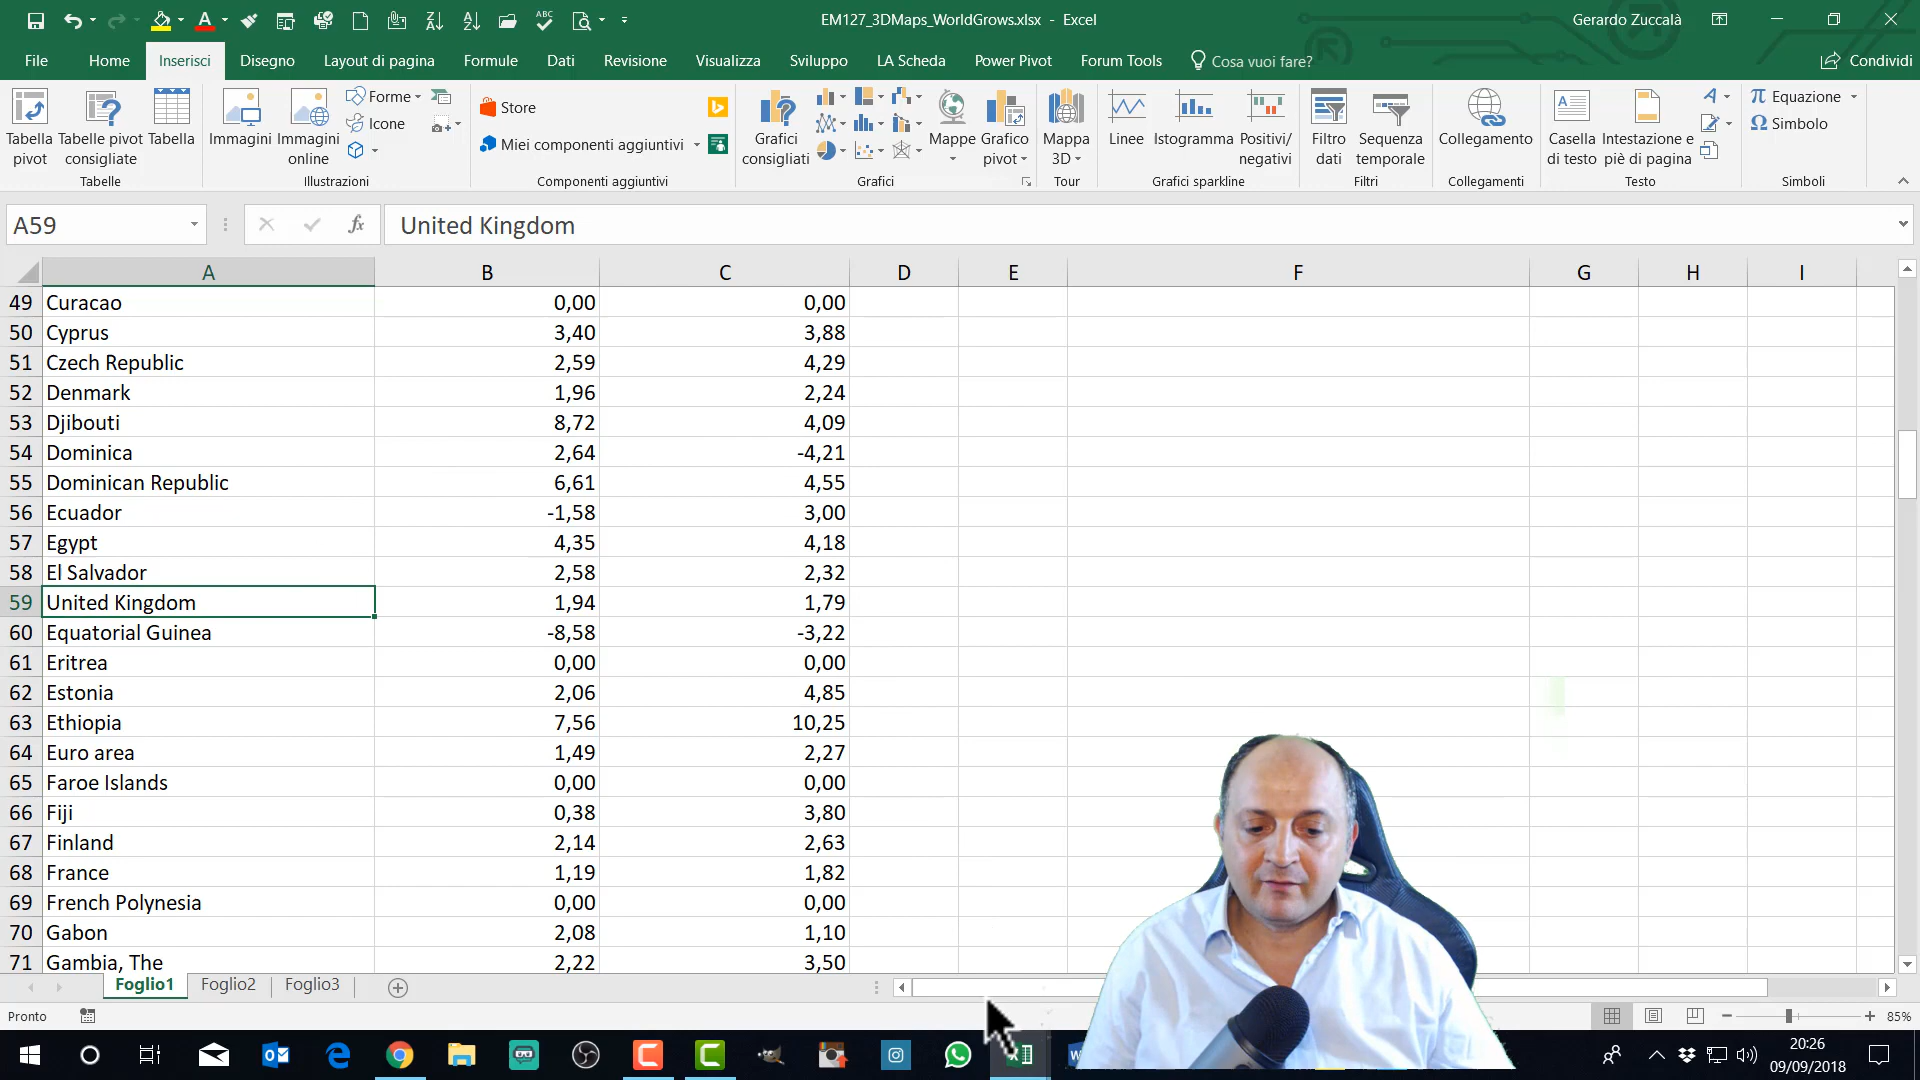 EM127_3DMaps_WorldGrows.xlsx - Excel
Gerardo Zuccalà
File Home Inserisci Disegno Layout di pagina Formule Dati Revisione Visualizza Sviluppo LA Scheda Power Pivot Forum Tools Cosa vuoi fare? Condividi
Tabella pivot
Tabelle pivot consigliate
Tabella
Tabelle
Immagini
Immagini online
Forme
Icone
Illustrazioni
Store
Miei componenti aggiuntivi
Componenti aggiuntivi
Grafici consigliati
Mappe
Grafico pivot
Grafici
Mappa 3D
Tour
Linee
Istogramma
Positivi/negativi
Grafici sparkline
Filtro dati
Sequenza temporale
Filtri
Collegamento
Collegamenti
Casella di testo
Intestazione e piè di pagina
Testo
π Equazione
Ω Simbolo
Simboli
A59 fx United Kingdom
A B C D E F G H I
49 Curacao 0,00 0,00
50 Cyprus 3,40 3,88
51 Czech Republic 2,59 4,29
52 Denmark 1,96 2,24
53 Djibouti 8,72 4,09
54 Dominica 2,64 -4,21
55 Dominican Republic 6,61 4,55
56 Ecuador -1,58 3,00
57 Egypt 4,35 4,18
58 El Salvador 2,58 2,32
59 United Kingdom 1,94 1,79
60 Equatorial Guinea -8,58 -3,22
61 Eritrea 0,00 0,00
62 Estonia 2,06 4,85
63 Ethiopia 7,56 10,25
64 Euro area 1,49 2,27
65 Faroe Islands 0,00 0,00
66 Fiji 0,38 3,80
67 Finland 2,14 2,63
68 France 1,19 1,82
69 French Polynesia 0,00 0,00
70 Gabon 2,08 1,10
71 Gambia, The 2,22 3,50
Foglio1 Foglio2 Foglio3
Pronto 85%
20:26
09/09/2018